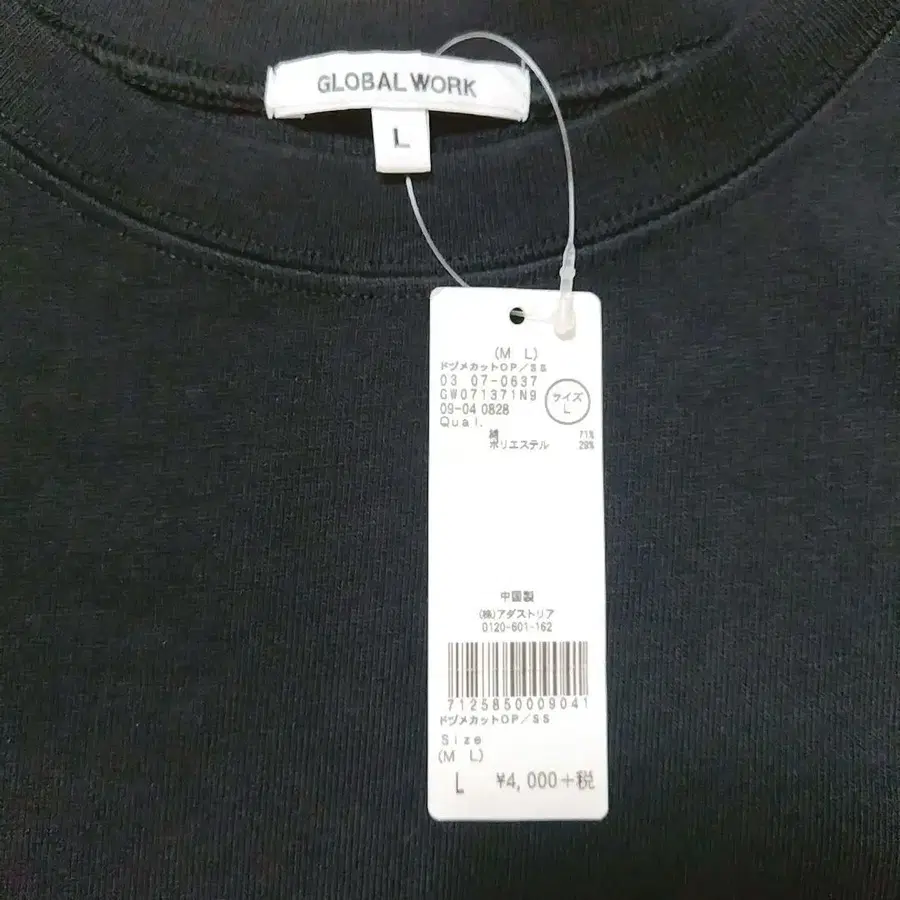 GLOBAL WORK
L
(M L)
ドヅメカットOP/SS
03 07-0637
GW071371N9
サイズ
L
09-04 0828
Qual.
綿 71%
ポリエステル 29%
中国製
(株)アダストリア
0120-601-162
7125850009041
ドヅメカットOP/SS
Size
(M L)
L ¥4,000+税